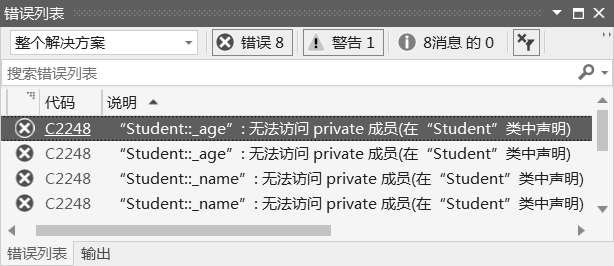 错误列表
整个解决方案 错误 8 警告 1 8消息 的 0
搜索错误列表
代码 说明
C2248 “Student::_age”: 无法访问 private 成员(在“Student”类中声明)
C2248 “Student::_age”: 无法访问 private 成员(在“Student”类中声明)
C2248 “Student::_name”: 无法访问 private 成员(在“Student”类中声明)
C2248 “Student::_name”: 无法访问 private 成员(在“Student”类中声明)
错误列表 输出